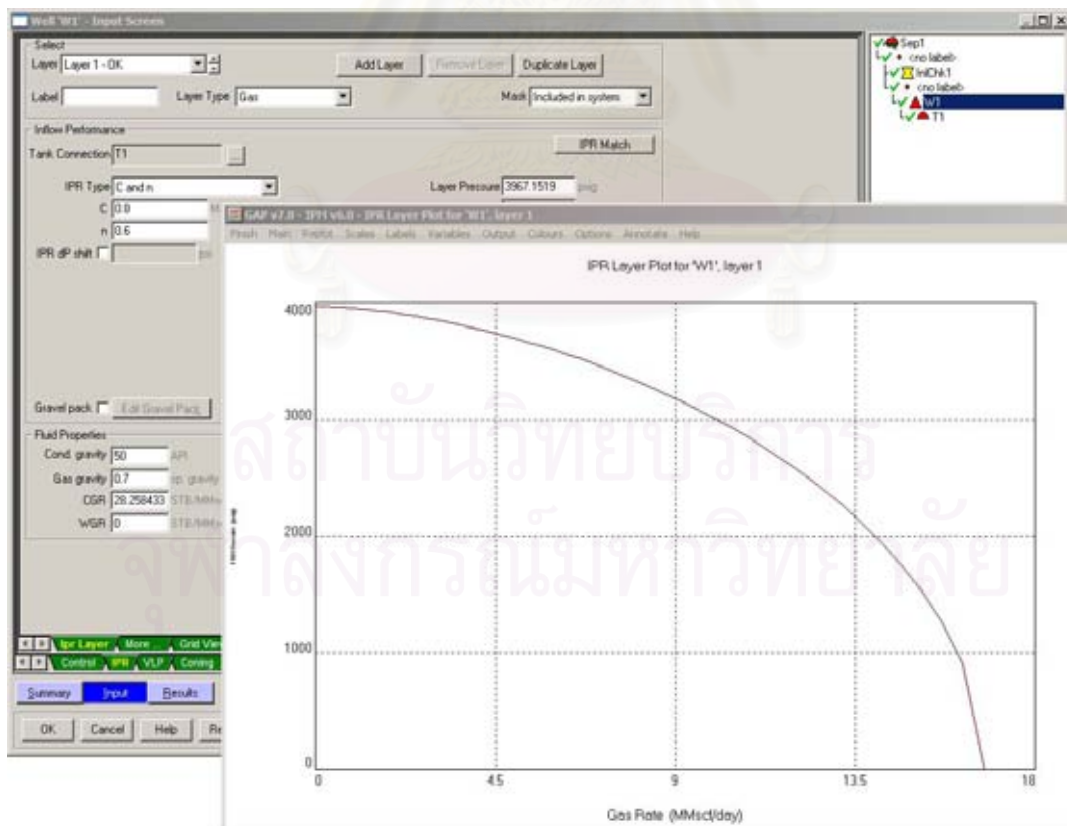 Well 'W1' - Input Screen
Select
Layer Layer 1 - OK
Add Layer Remove Layer Duplicate Layer
Label Layer Type Gas Mask Included in system
Inflow Performance
Tank Connection T1 ...
IPR Match
IPR Type C and n Layer Pressure 3967.1519 psig
C 0.8
n 0.6
IPR dP shift psi
Gravel pack Edit Gravel Pack
Fluid Properties
Cond. gravity 50 API
Gas gravity 0.7 sp. gravity
CGR 28.258433
WGR 0
Ipr Layer More Grid View
Control IPR VLP Coning
Summary Input Results
OK Cancel Help Re
Sep1
<no label>
InlChk1
<no label>
W1
T1
GAP v7.0 - IPM v6.0 - IPR Layer Plot for 'W1', layer 1
Finish Main Replot Scales Labels Variables Output Colours Options Annotate Help
IPR Layer Plot for 'W1', layer 1
4000
3000
2000
1000
0
0 4.5 9 13.5 18
Gas Rate (MMscf/day)
สถาบันวิทยบริการ
จุฬาลงกรณ์มหาวิทยาลัย